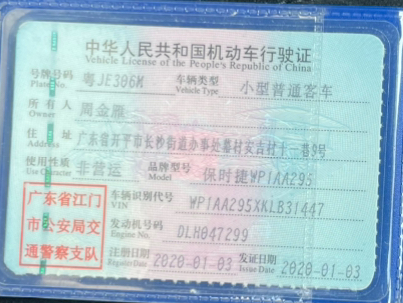 中华人民共和国机动车行驶证
Vehicle License of the People's Republic of China
号牌号码 粤JE306M 车辆类型 小型普通客车
Plate No. Vehicle Type
所有人 周金雁
Owner
住址 广东省开平市长沙街道办事处幕村安吉村十一巷9号
Address
使用性质 非营运 品牌型号 保时捷WP1AA295
Use Character Model
广东省江门
市公安局交
通警察支队
车辆识别代号 WP1AA295XKLB31447
VIN
发动机号码 DLH047299
Engine No.
注册日期 2020-01-03 发证日期 2020-01-03
Register Date Issue Date